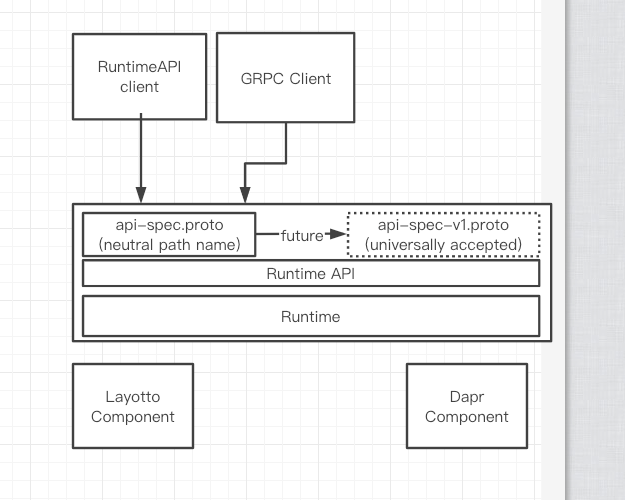 RuntimeAPI
client
GRPC Client
api-spec.proto
(neutral path name)
future
api-spec-v1.proto
(universally accepted)
Runtime API
Runtime
Layotto
Component
Dapr
Component